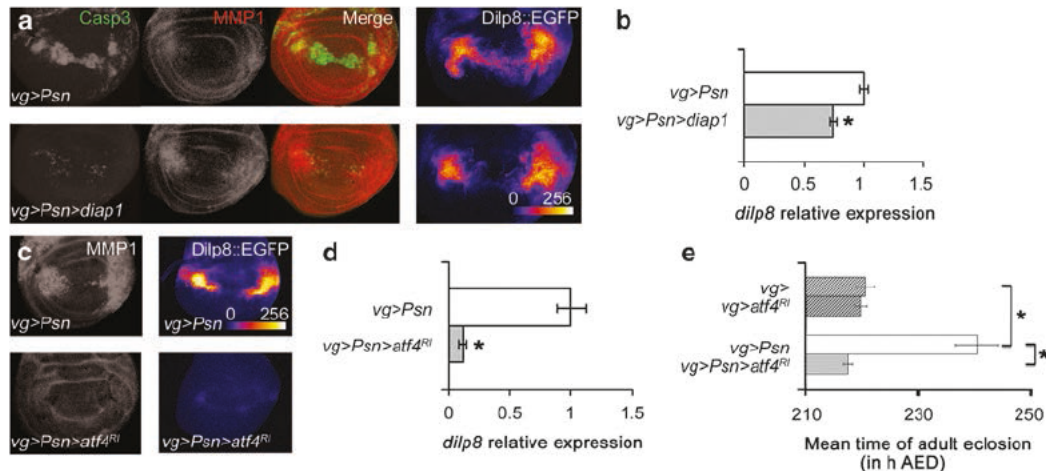 a
Casp3 MMP1 Merge Dilp8::EGFP
vg>Psn
vg>Psn>diap1
0 256
b
vg>Psn
vg>Psn>diap1
*
0 0.5 1 1.5
dilp8 relative expression
c
MMP1 Dilp8::EGFP
0 256
vg>Psn vg>Psn
vg>Psn>atf4RI vg>Psn>atf4RI
d
vg>Psn
vg>Psn>atf4RI
*
0 0.5 1 1.5
dilp8 relative expression
e
vg>
vg>atf4RI
*
vg>Psn
vg>Psn>atf4RI
*
210 230 250
Mean time of adult eclosion
(in h AED)